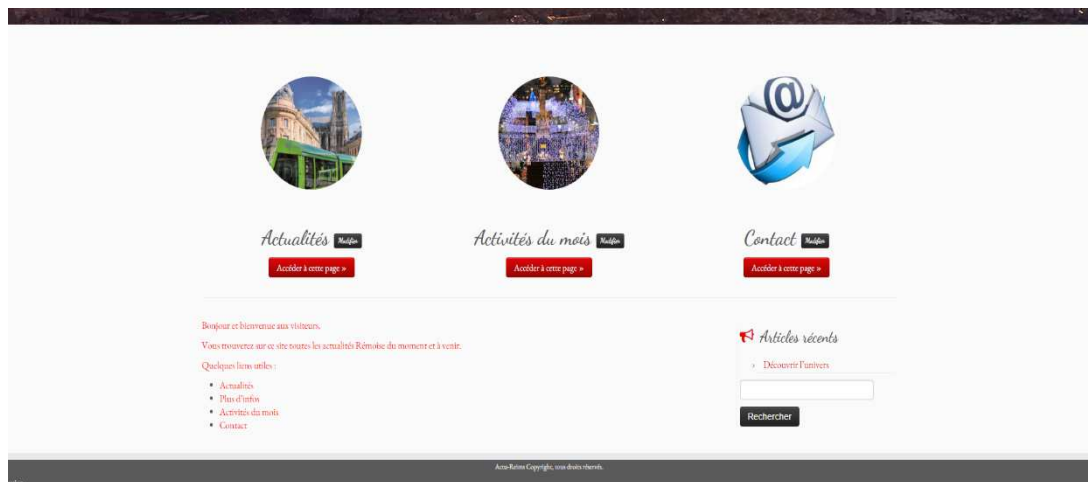 Actualités Modifier
Accéder à cette page »
Activités du mois Modifier
Accéder à cette page »
Contact Modifier
Accéder à cette page »
Bonjour et bienvenue aux visiteurs,
Vous trouverez sur ce site toutes les actualités Rémoise du moment et à venir.
Quelques liens utiles :
Actualités
Plus d'infos
Activités du mois
Contact
Articles récents
› Découvrir l'univers
Rechercher
Actu-Reims Copyright, tous droits réservés.